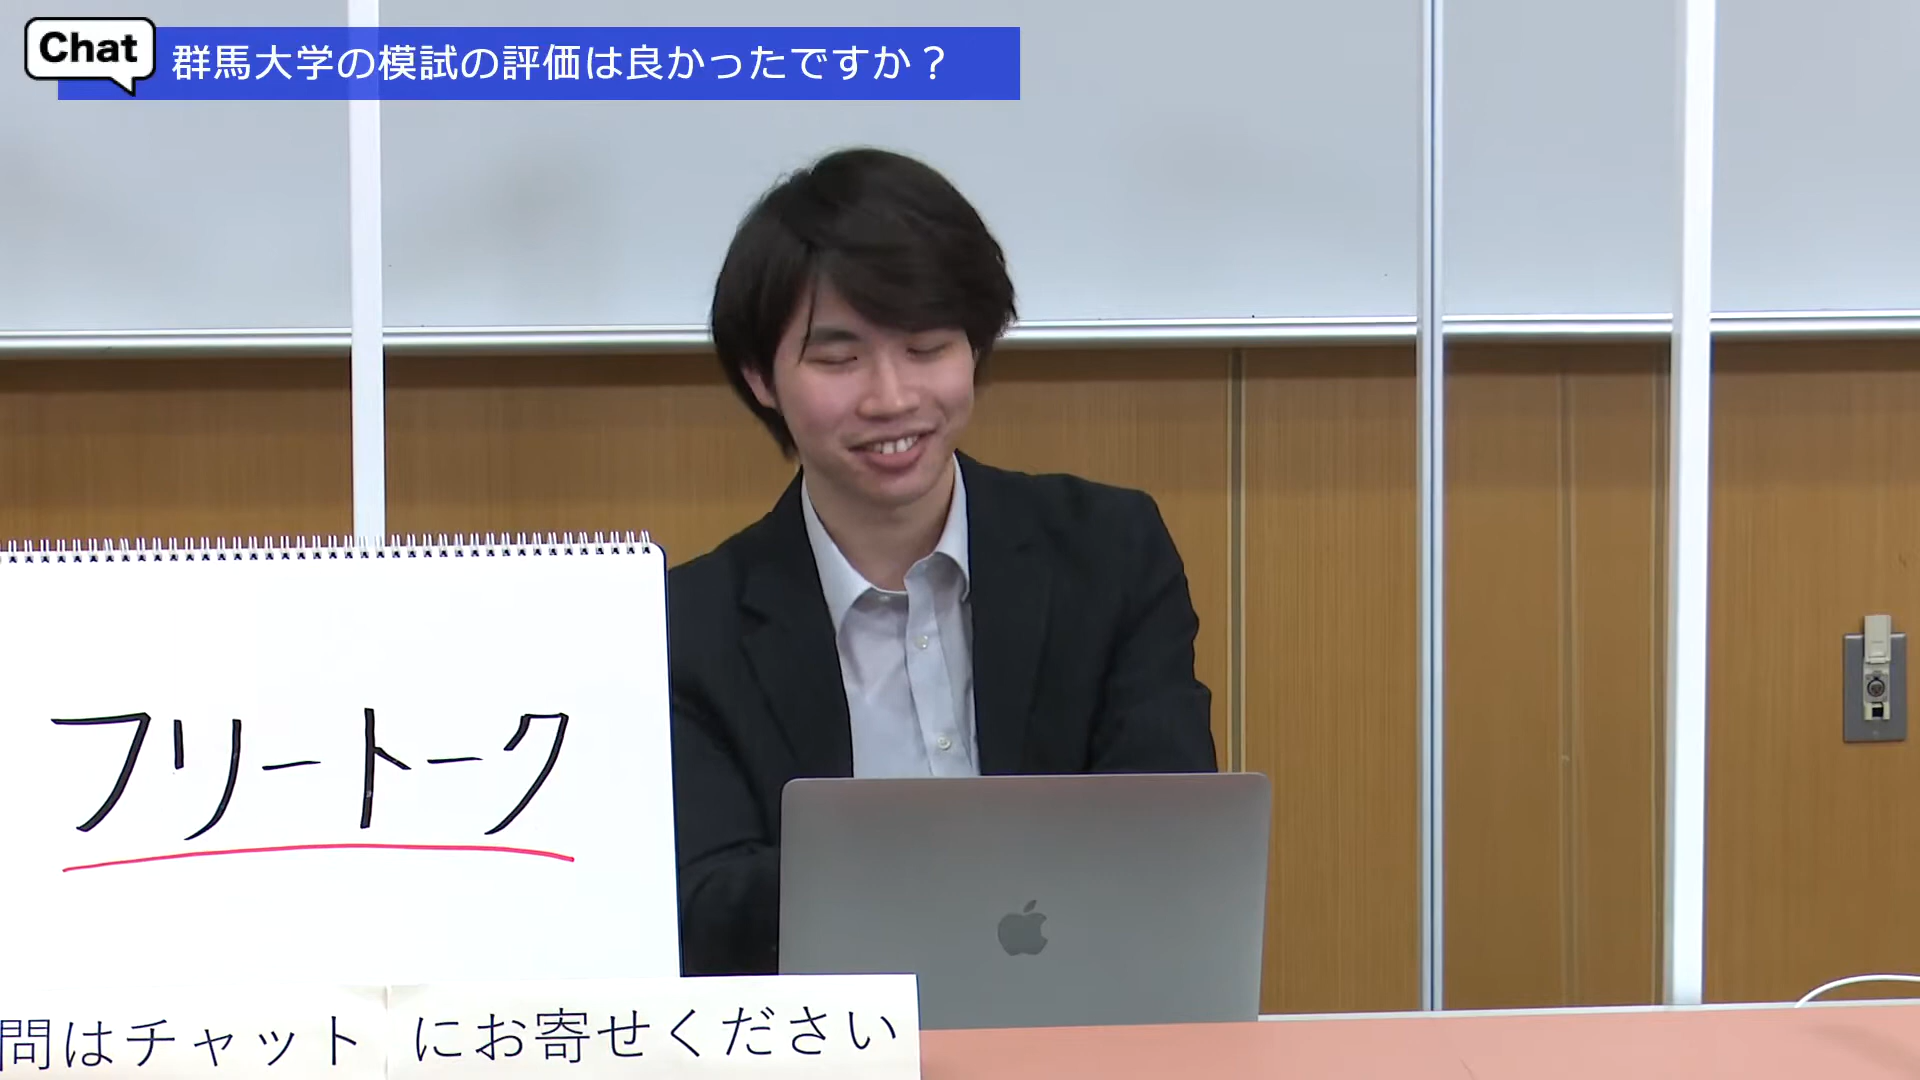 Chat
群馬大学の模試の評価は良かったですか？
フリートーク
問はチャットにお寄せください